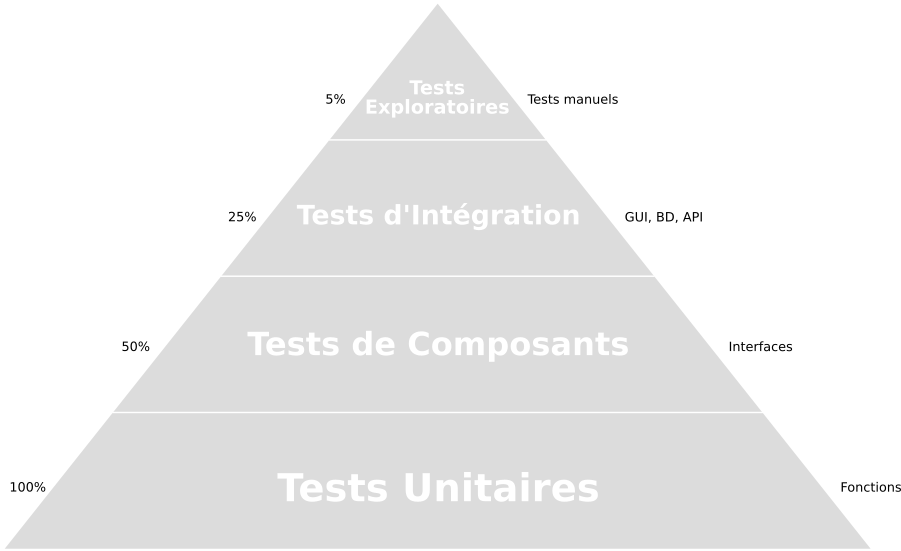 Tests
Exploratoires
5%
Tests manuels
Tests d'Intégration
25%
GUI, BD, API
Tests de Composants
50%
Interfaces
Tests Unitaires
100%
Fonctions